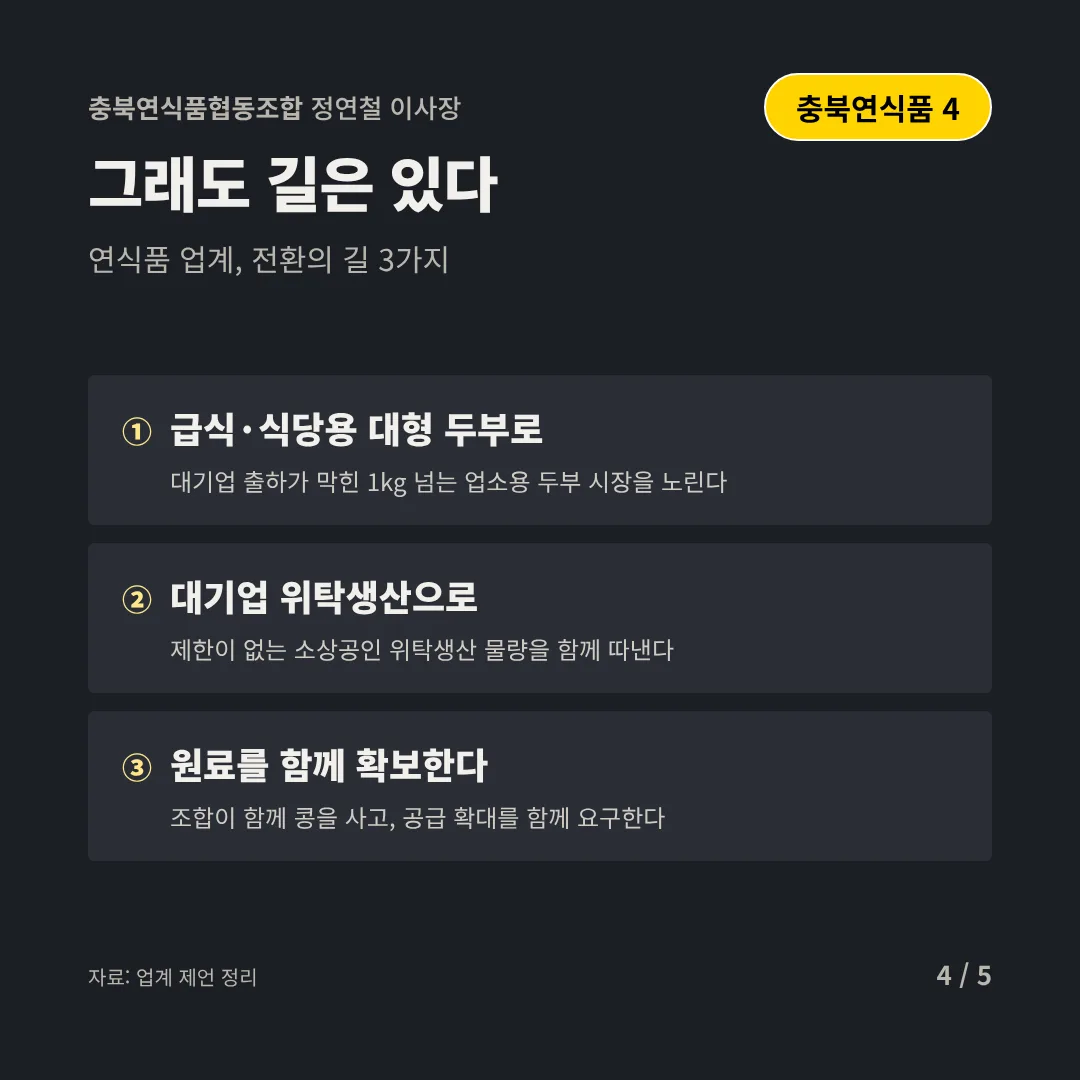 충북연식품협동조합 정연철 이사장
충북연식품 4
그래도 길은 있다
연식품 업계, 전환의 길 3가지
① 급식·식당용 대형 두부로
대기업 출하가 막힌 1kg 넘는 업소용 두부 시장을 노린다
② 대기업 위탁생산으로
제한이 없는 소상공인 위탁생산 물량을 함께 따낸다
③ 원료를 함께 확보한다
조합이 함께 콩을 사고, 공급 확대를 함께 요구한다
자료: 업계 제언 정리
4 / 5